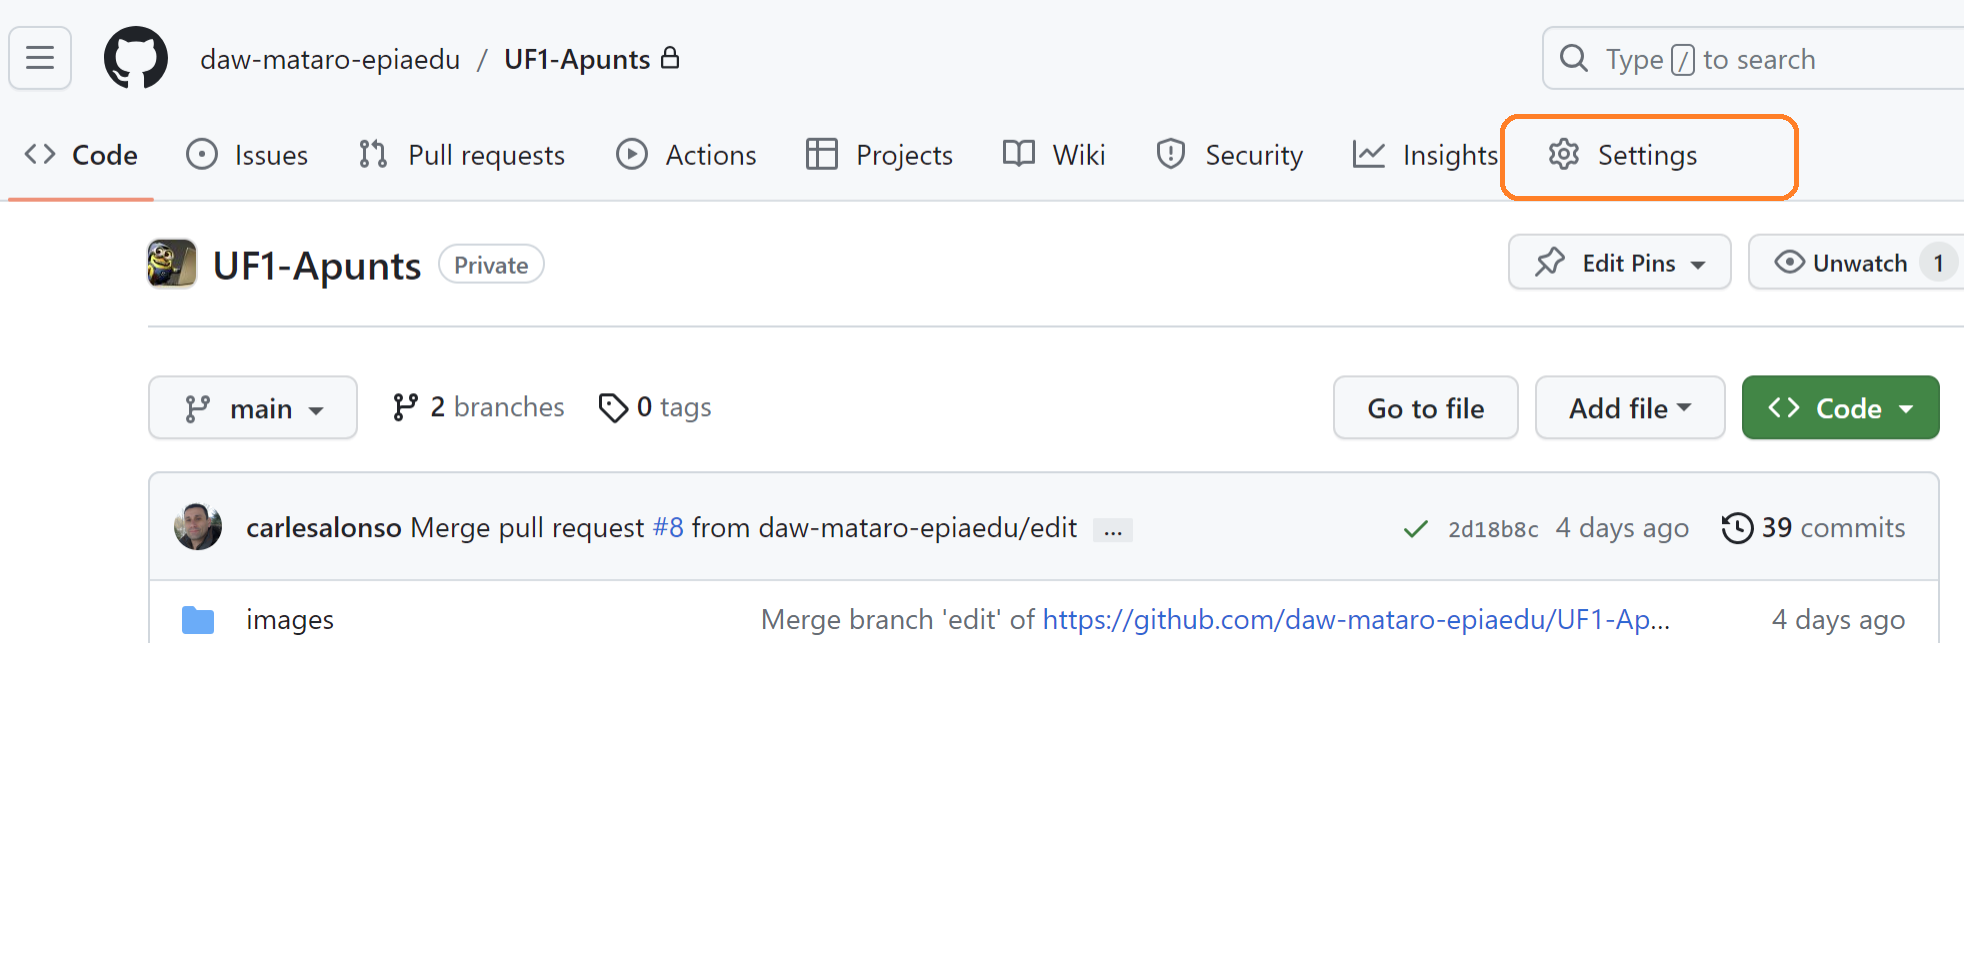 daw-mataro-epiaedu / UF1-Apunts
Type / to search
Code Issues Pull requests Actions Projects Wiki Security Insights Settings
UF1-Apunts Private
Edit Pins Unwatch 1
main 2 branches 0 tags
Go to file Add file Code
carlesalonso Merge pull request #8 from daw-mataro-epiaedu/edit ... 2d18b8c 4 days ago 39 commits
images Merge branch 'edit' of https://github.com/daw-mataro-epiaedu/UF1-Ap... 4 days ago